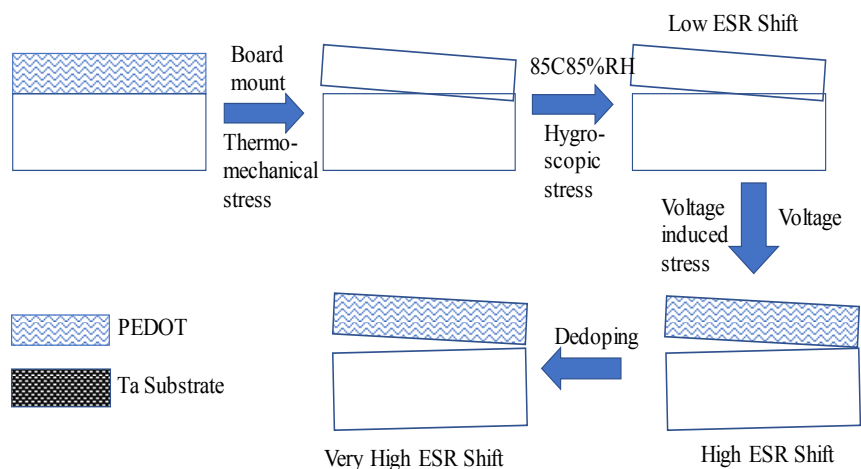 Board
mount
Thermo-
mechanical
stress
85C85%RH
Hygro-
scopic
stress
Low ESR Shift
Voltage
induced
stress
Voltage
PEDOT
Ta Substrate
Dedoping
Very High ESR Shift
High ESR Shift